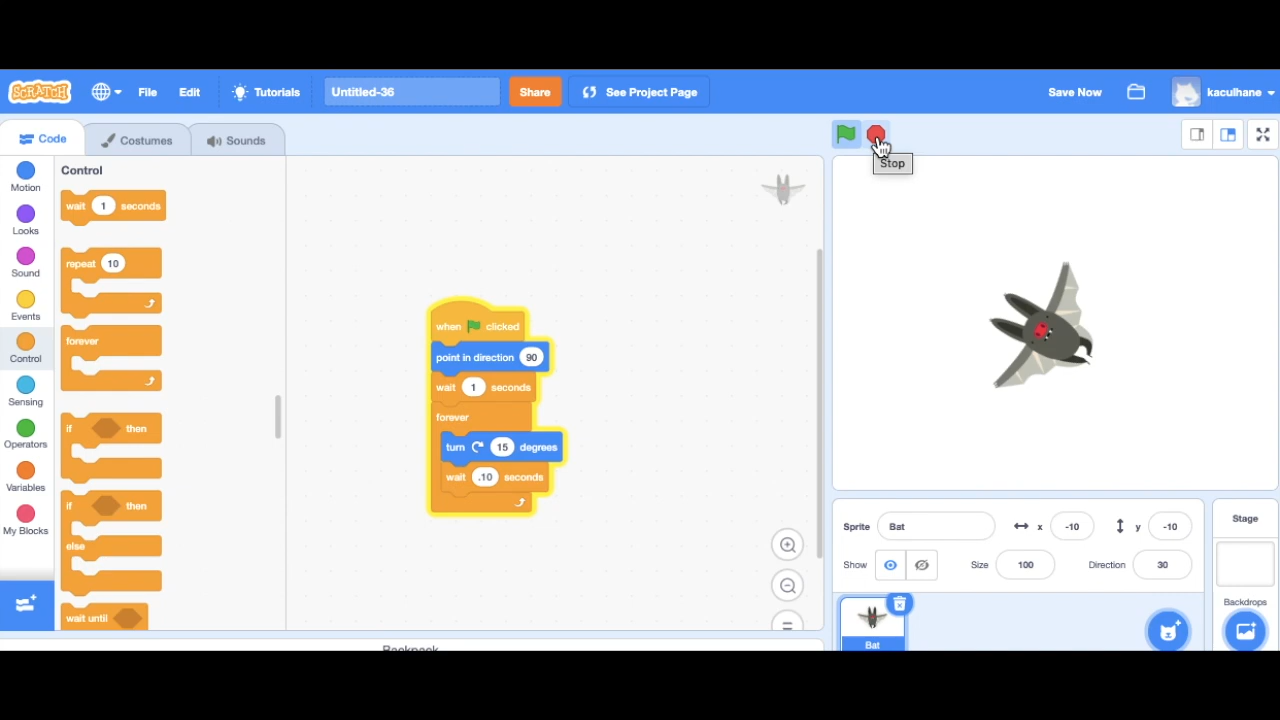 SCRATCH File Edit Tutorials Untitled-36 Share See Project Page Save Now kaculhane
Code Costumes Sounds
Stop
Motion
Looks
Sound
Events
Control
Sensing
Operators
Variables
My Blocks
Control
wait 1 seconds
repeat 10
forever
if then
if then
else
wait until
when clicked
point in direction 90
wait 1 seconds
forever
turn 15 degrees
wait .10 seconds
Backpack
Sprite Bat x -10 y -10
Show Size 100 Direction 30
Bat
Stage
Backdrops